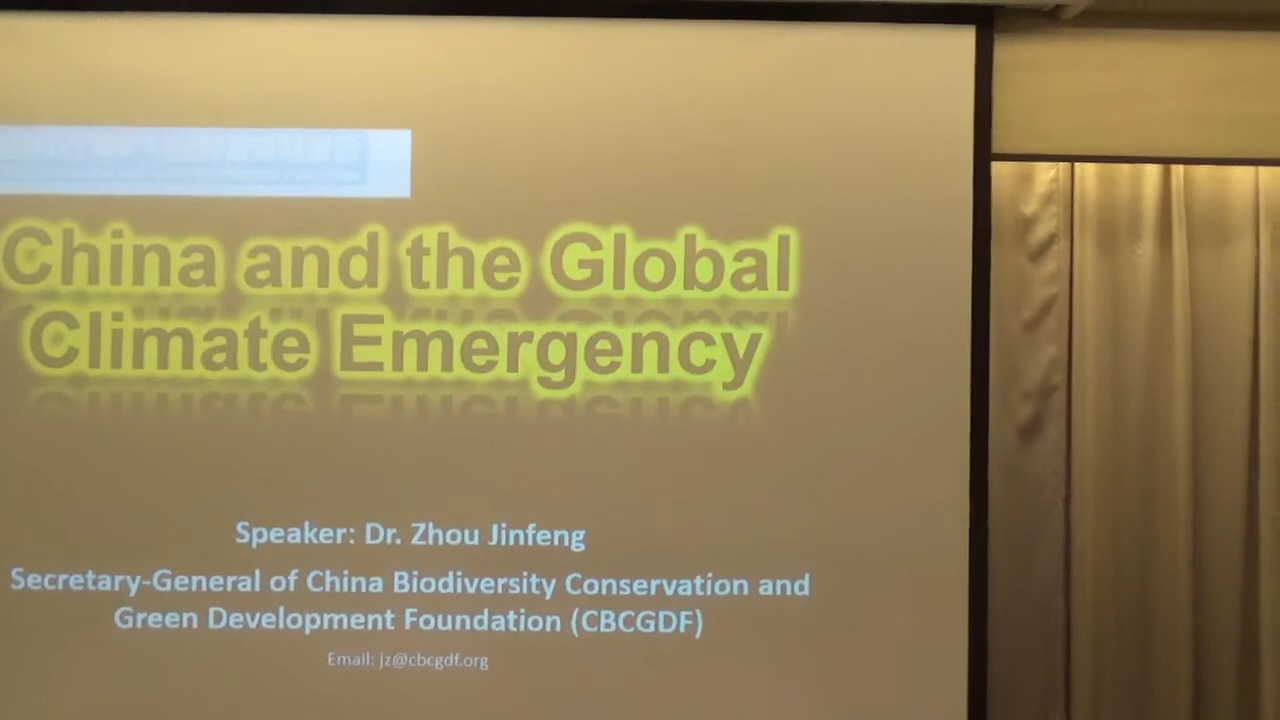 China and the Global
Climate Emergency
Speaker: Dr. Zhou Jinfeng
Secretary-General of China Biodiversity Conservation and
Green Development Foundation (CBCGDF)
Email: jz@cbcgdf.org